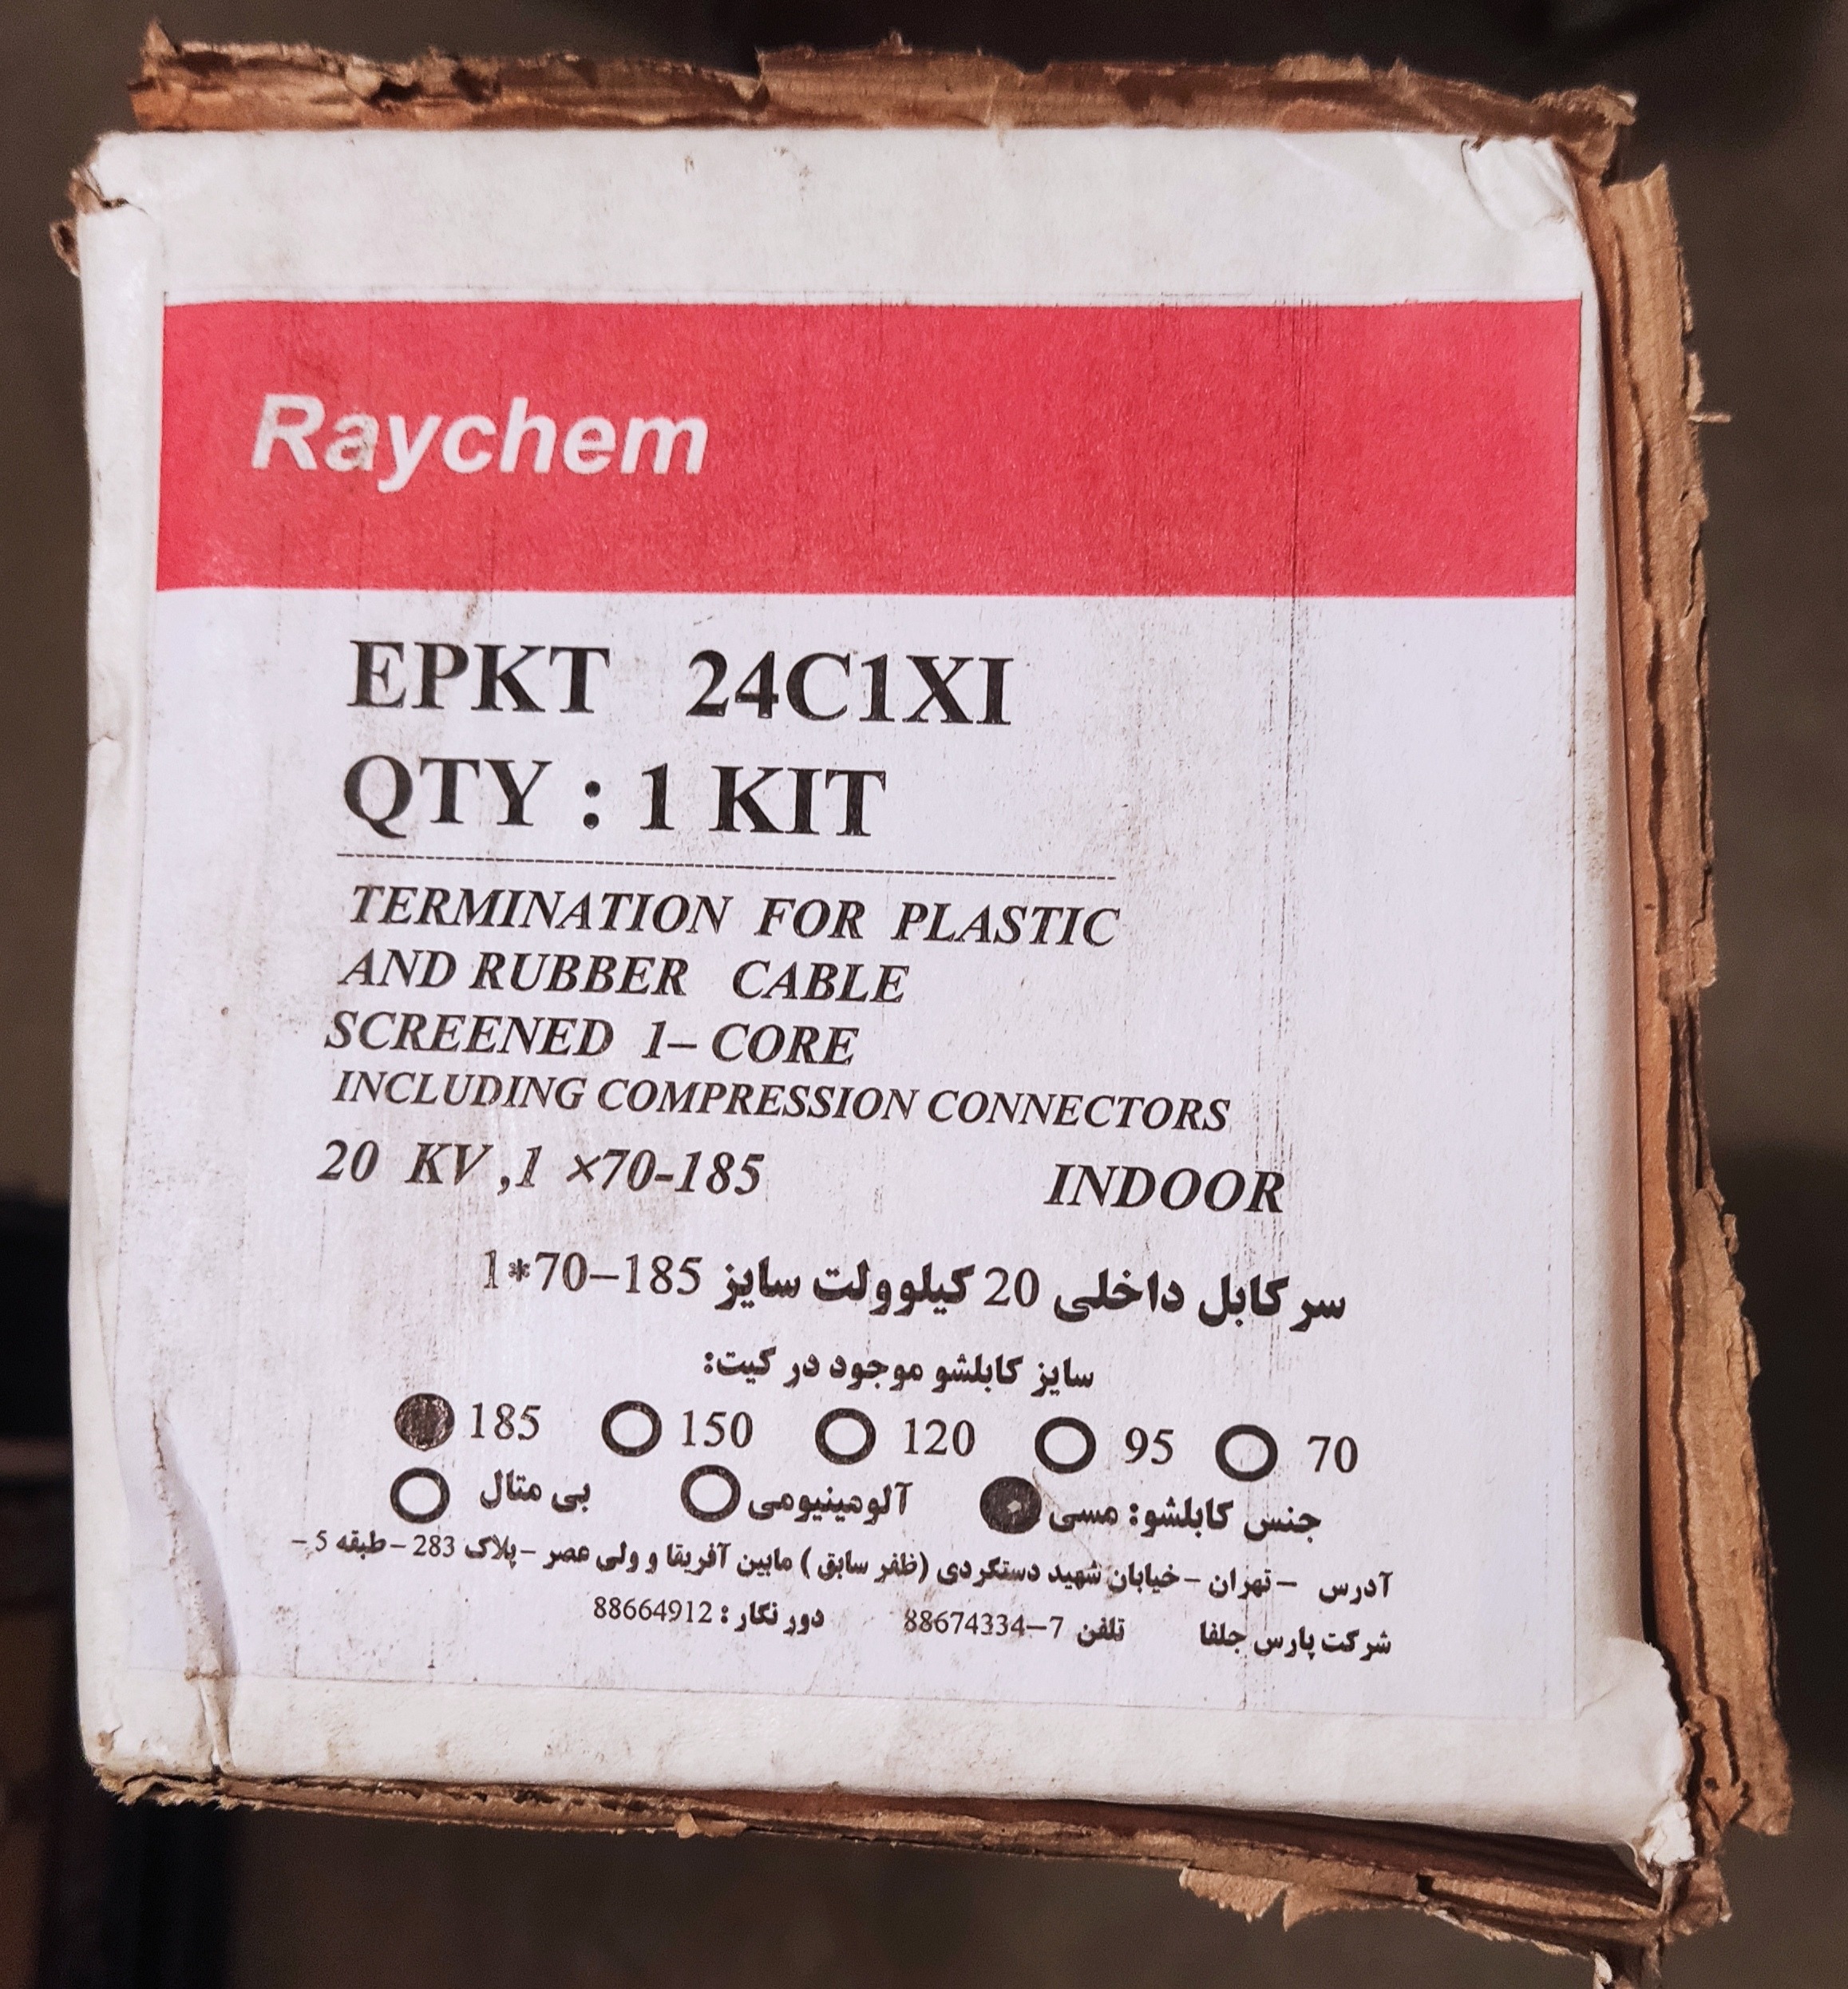 Raychem
EPKT 24C1XI
QTY : 1 KIT
TERMINATION FOR PLASTIC
AND RUBBER CABLE
SCREENED 1– CORE
INCLUDING COMPRESSION CONNECTORS
20 KV ,1 ×70-185 INDOOR
سر کابل داخلی 20 کیلوولت سایز 185–70*1
سایز کابلشو موجود در کیت:
70 95 120 150 185
جنس کابلشو: مسی آلومینیومی بی متال
آدرس – تهران – خیابان شهید دستگردی (ظفر سابق ) مابین آفریقا و ولی عصر – پلاک 283 – طبقه 5 –
شرکت پارس جلفا تلفن 7–88674334 دور نگار : 88664912